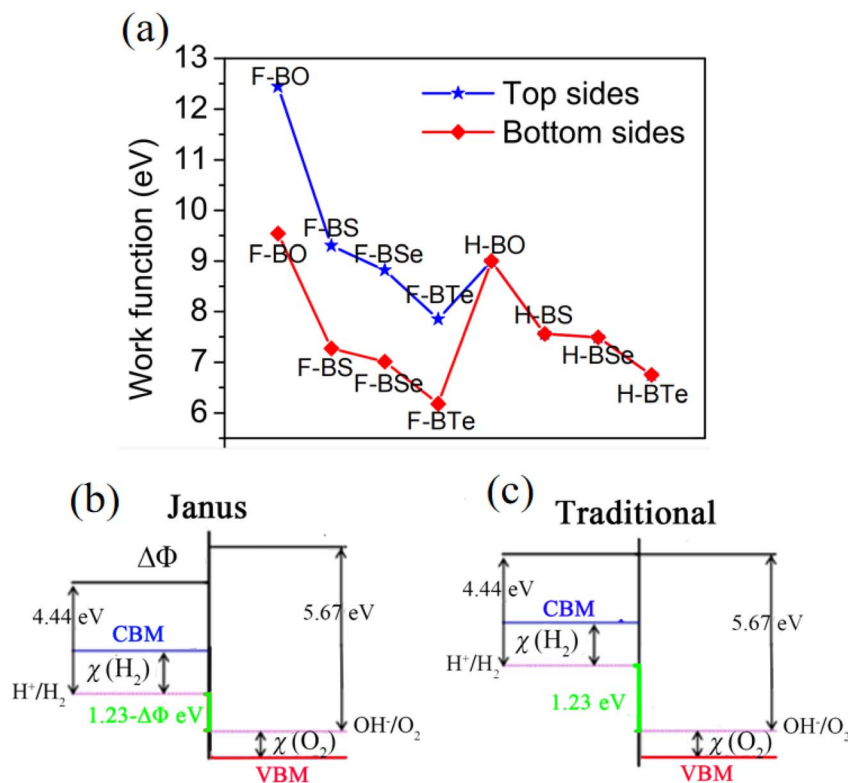 (a)
13
12
11
10
9
8
7
6
Work function (eV)
Top sides
Bottom sides
F-BO
F-BO
F-BS
F-BS
F-BSe
F-BSe
F-BTe
F-BTe
H-BO
H-BS
H-BSe
H-BTe
(b)
Janus
ΔΦ
4.44 eV
CBM
χ(H₂)
H⁺/H₂
1.23-ΔΦ eV
5.67 eV
OH⁻/O₂
χ(O₂)
VBM
(c)
Traditional
4.44 eV
CBM
χ(H₂)
H⁺/H₂
1.23 eV
5.67 eV
OH⁻/O₂
χ(O₂)
VBM